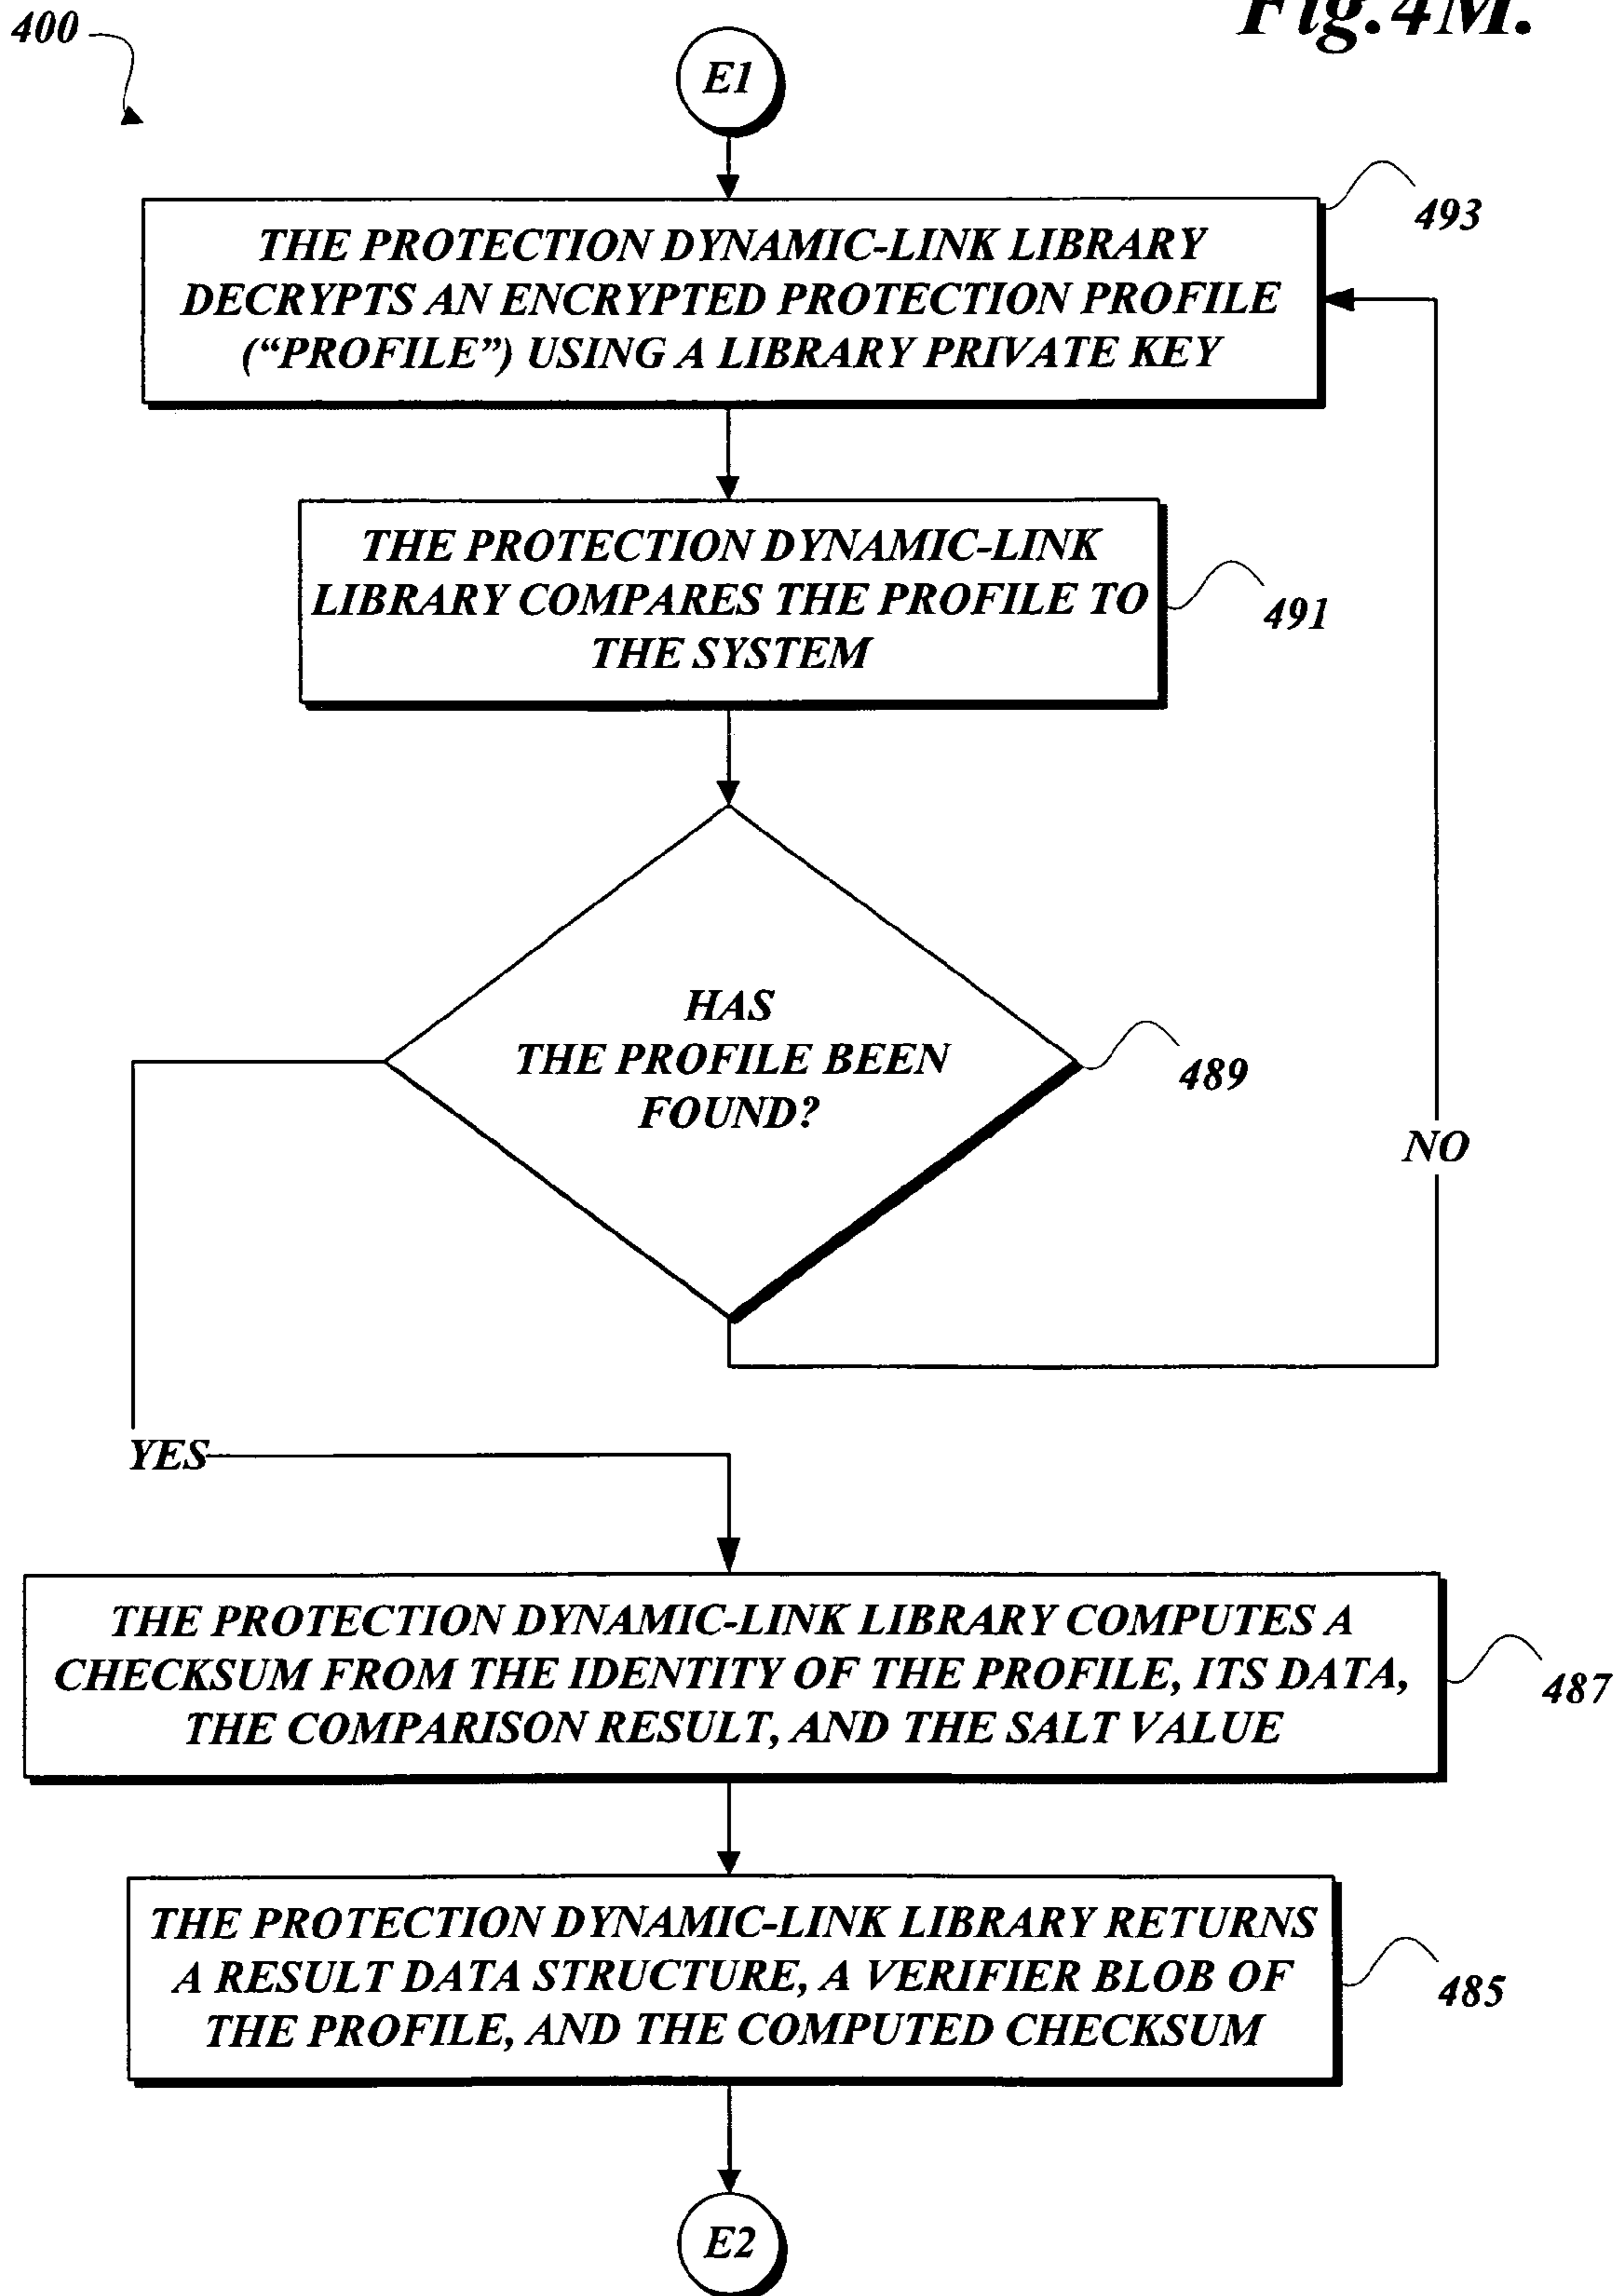 Fig.4M.
400
E1
493
THE PROTECTION DYNAMIC-LINK LIBRARY
DECRYPTS AN ENCRYPTED PROTECTION PROFILE
(“PROFILE”) USING A LIBRARY PRIVATE KEY
THE PROTECTION DYNAMIC-LINK
LIBRARY COMPARES THE PROFILE TO
THE SYSTEM
491
HAS
THE PROFILE BEEN
FOUND?
489
NO
YES
THE PROTECTION DYNAMIC-LINK LIBRARY COMPUTES A
CHECKSUM FROM THE IDENTITY OF THE PROFILE, ITS DATA,
THE COMPARISON RESULT, AND THE SALT VALUE
487
THE PROTECTION DYNAMIC-LINK LIBRARY RETURNS
A RESULT DATA STRUCTURE, A VERIFIER BLOB OF
THE PROFILE, AND THE COMPUTED CHECKSUM
485
E2